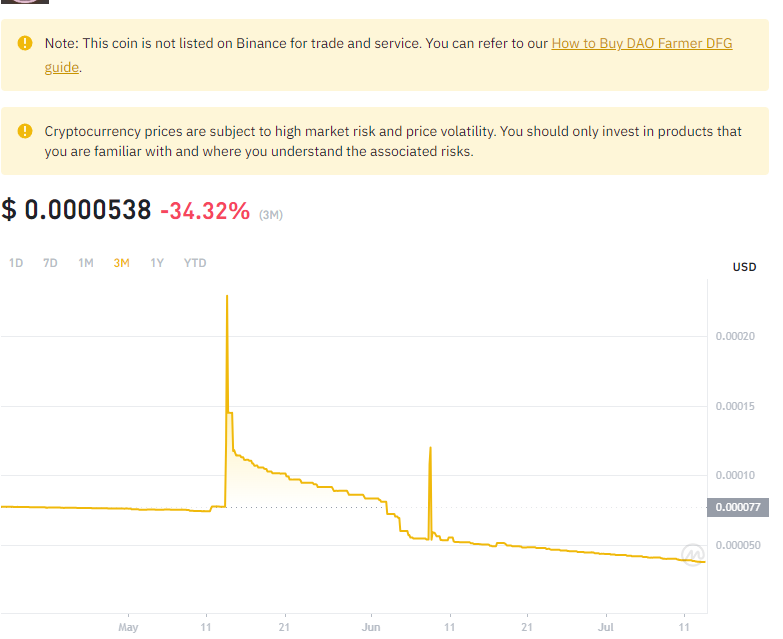 Note: This coin is not listed on Binance for trade and service. You can refer to our How to Buy DAO Farmer DFG
guide.
Cryptocurrency prices are subject to high market risk and price volatility. You should only invest in products that
you are familiar with and where you understand the associated risks.
$ 0.0000538 -34.32% (3M)
1D 7D 1M 3M 1Y YTD
USD
0.00020
0.00015
0.00010
0.000077
0.000050
May 11 21 Jun 11 21 Jul 11